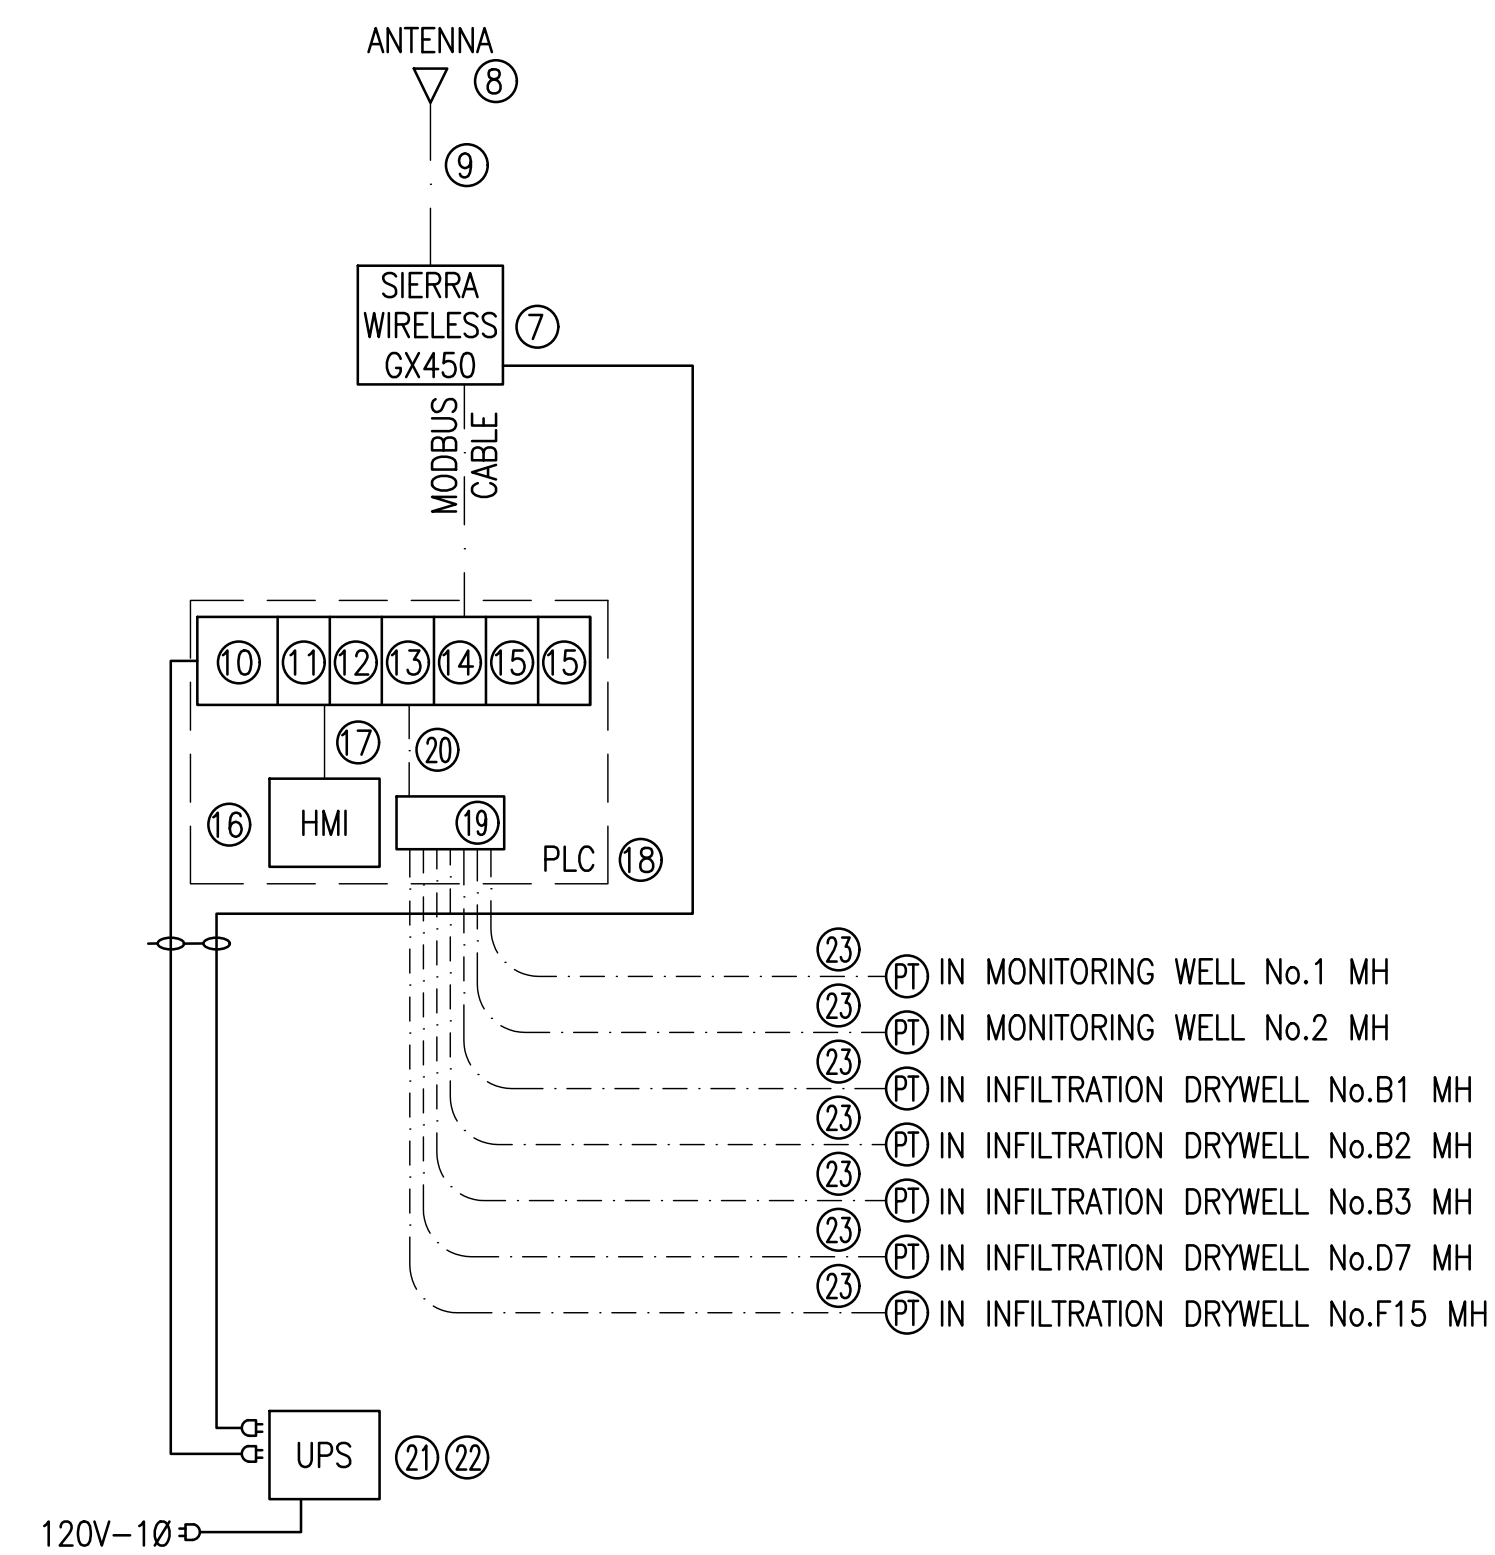 ANTENNA
8
9
SIERRA
WIRELESS
GX450
7
MODBUS
CABLE
10 11 12 13 14 15 15
17
20
16
HMI
19
PLC
18
23
PT IN MONITORING WELL No.1 MH
23
PT IN MONITORING WELL No.2 MH
23
PT IN INFILTRATION DRYWELL No.B1 MH
23
PT IN INFILTRATION DRYWELL No.B2 MH
23
PT IN INFILTRATION DRYWELL No.B3 MH
23
PT IN INFILTRATION DRYWELL No.D7 MH
23
PT IN INFILTRATION DRYWELL No.F15 MH
UPS
21 22
120V-1Ø